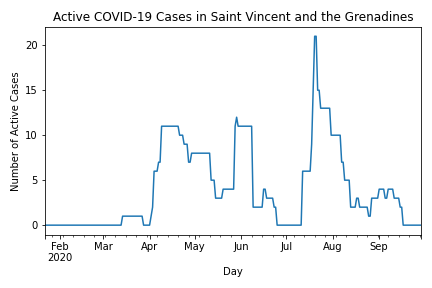 Active COVID-19 Cases in Saint Vincent and the Grenadines
Number of Active Cases
20
15
10
5
0
Feb Mar Apr May Jun Jul Aug Sep
2020
Day